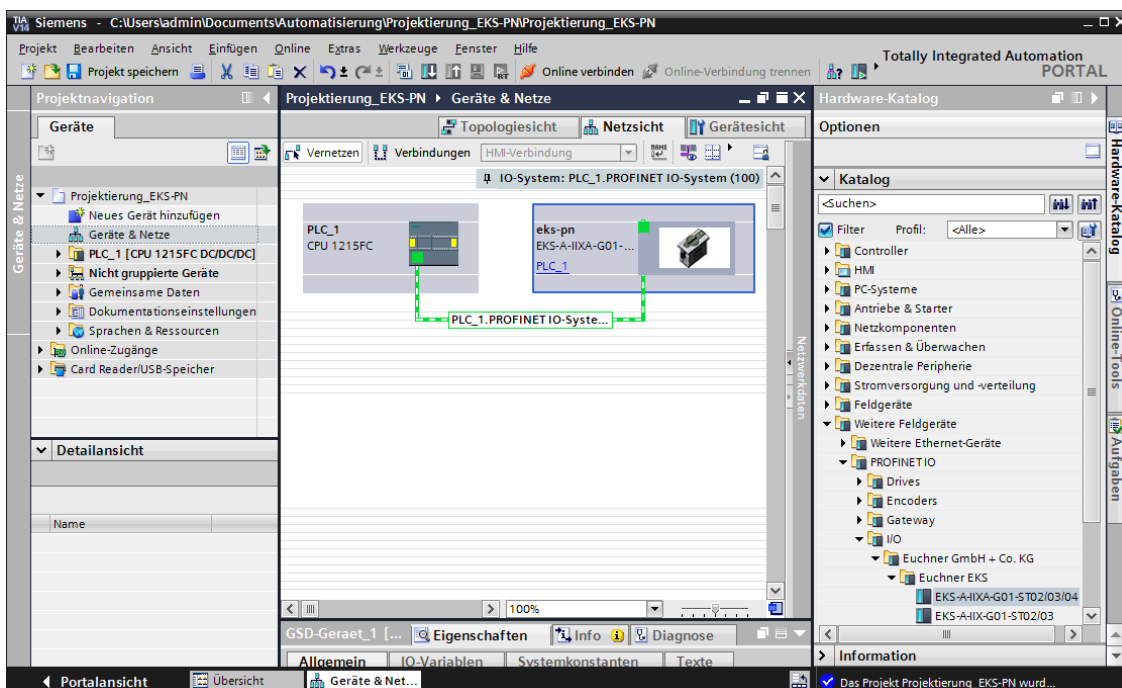 TIA V14 Siemens - C:\Users\admin\Documents\Automatisierung\Projektierung_EKS-PN\Projektierung_EKS-PN
Projekt Bearbeiten Ansicht Einfügen Online Extras Werkzeuge Fenster Hilfe
Totally Integrated Automation
PORTAL
Projekt speichern Online verbinden Online-Verbindung trennen
Projektnavigation
Geräte
Geräte & Netze
Projektierung_EKS-PN
Neues Gerät hinzufügen
Geräte & Netze
PLC_1 [CPU 1215FC DC/DC/DC]
Nicht gruppierte Geräte
Gemeinsame Daten
Dokumentationseinstellungen
Sprachen & Ressourcen
Online-Zugänge
Card Reader/USB-Speicher
Detailansicht
Name
Projektierung_EKS-PN Geräte & Netze
Topologiesicht Netzsicht Gerätesicht
Vernetzen Verbindungen HMI-Verbindung
IO-System: PLC_1.PROFINET IO-System (100)
PLC_1
CPU 1215FC
eks-pn
EKS-A-IIXA-G01-...
PLC_1
PLC_1.PROFINET IO-Syste...
Netzwerkdaten
100%
GSD-Geraet_1 [... Eigenschaften Info Diagnose
Allgemein IO-Variablen Systemkonstanten Texte
Hardware-Katalog
Optionen
Katalog
<Suchen>
Filter Profil: <Alle>
Controller
HMI
PC-Systeme
Antriebe & Starter
Netzkomponenten
Erfassen & Überwachen
Dezentrale Peripherie
Stromversorgung und -verteilung
Feldgeräte
Weitere Feldgeräte
Weitere Ethernet-Geräte
PROFINET IO
Drives
Encoders
Gateway
I/O
Euchner GmbH + Co. KG
Euchner EKS
EKS-A-IIXA-G01-ST02/03/04
EKS-A-IIX-G01-ST02/03
Information
Hardware-Katalog
Online-Tools
Aufgaben
Portalansicht Übersicht Geräte & Net...
Das Projekt Projektierung_EKS-PN wurd...